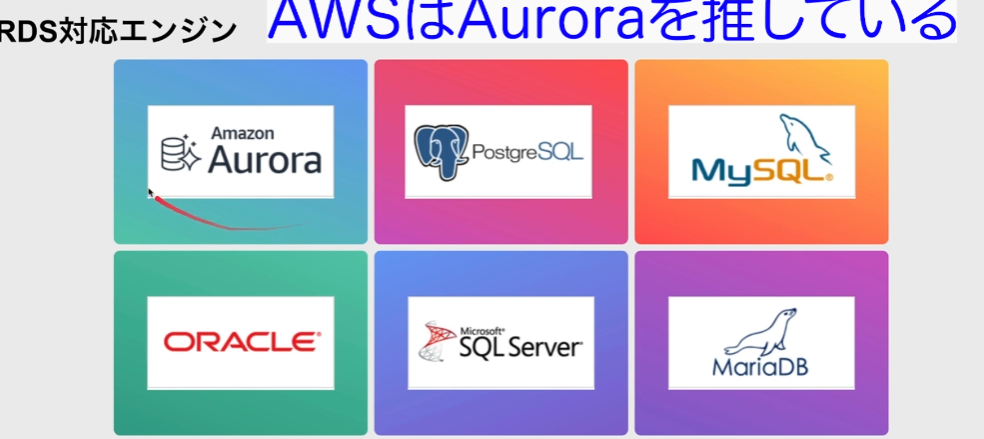 RDS対応エンジン
AWSはAuroraを推している
Amazon
Aurora
PostgreSQL
MySQL®
ORACLE®
Microsoft®
SQL Server®
MariaDB